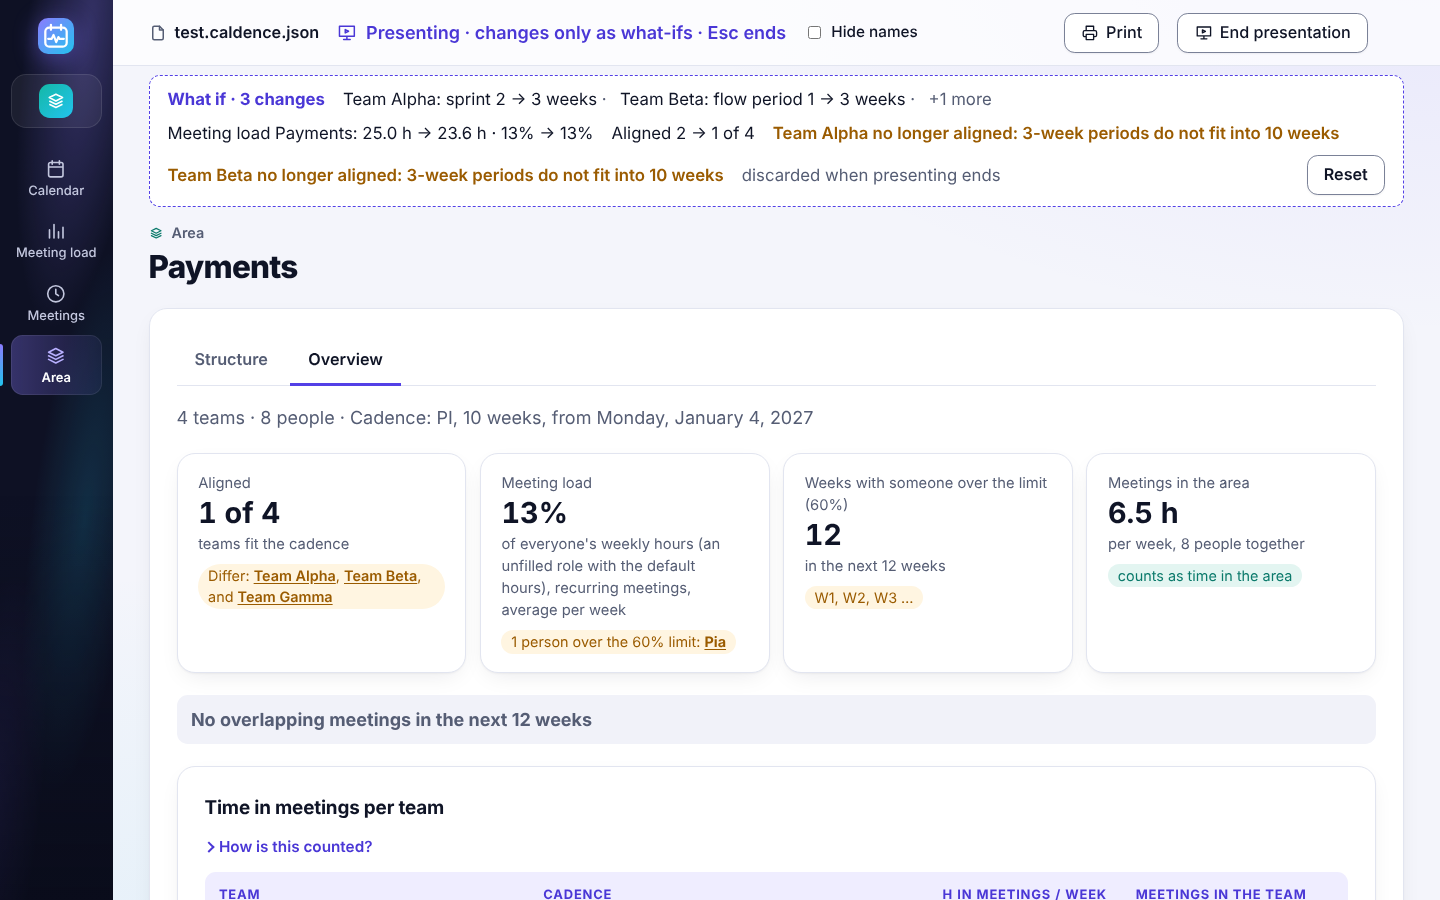 test.caldence.json
Presenting · changes only as what-ifs · Esc ends
Hide names
Print
End presentation
What if · 3 changes Team Alpha: sprint 2 → 3 weeks · Team Beta: flow period 1 → 3 weeks · +1 more
Meeting load Payments: 25.0 h → 23.6 h · 13% → 13% Aligned 2 → 1 of 4 Team Alpha no longer aligned: 3-week periods do not fit into 10 weeks
Team Beta no longer aligned: 3-week periods do not fit into 10 weeks discarded when presenting ends
Reset
Calendar
Meeting load
Meetings
Area
Area
Payments
Structure
Overview
4 teams · 8 people · Cadence: PI, 10 weeks, from Monday, January 4, 2027
Aligned
1 of 4
teams fit the cadence
Differ: Team Alpha, Team Beta,
and Team Gamma
Meeting load
13%
of everyone's weekly hours (an
unfilled role with the default
hours), recurring meetings,
average per week
1 person over the 60% limit: Pia
Weeks with someone over the limit
(60%)
12
in the next 12 weeks
W1, W2, W3 ...
Meetings in the area
6.5 h
per week, 8 people together
counts as time in the area
No overlapping meetings in the next 12 weeks
Time in meetings per team
How is this counted?
TEAM
CADENCE
H IN MEETINGS / WEEK
MEETINGS IN THE TEAM